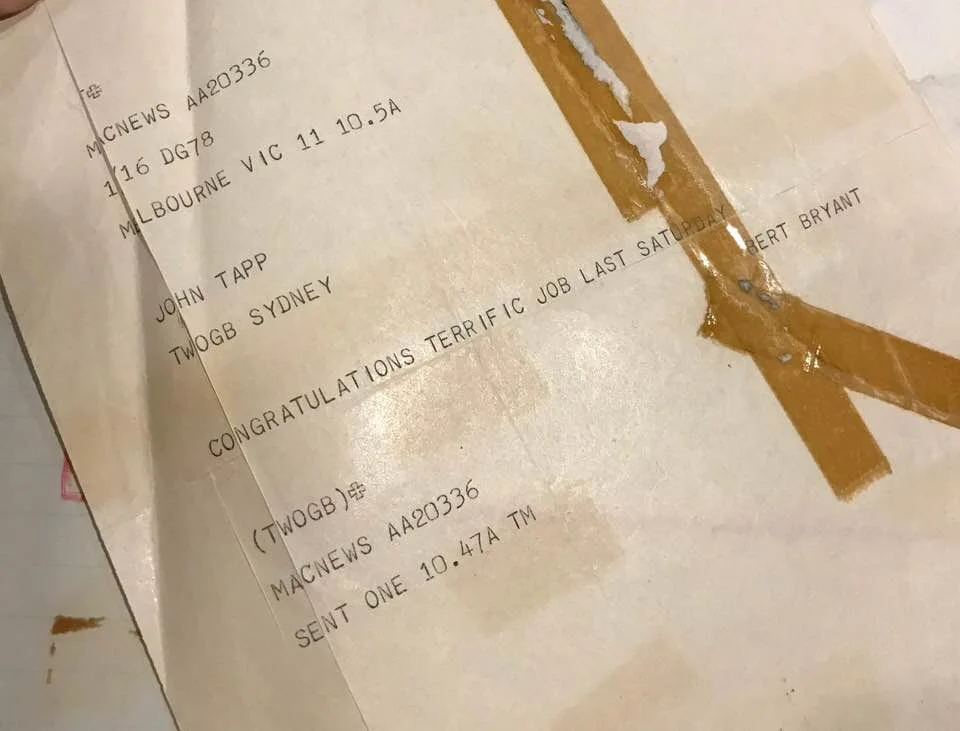 ✠
MACNEWS AA20336
1/16 DG78
MELBOURNE VIC 11 10.5A
JOHN TAPP
TWOGB SYDNEY
CONGRATULATIONS TERRIFIC JOB LAST SATURDAY BERT BRYANT
(TWOGB)✠
MACNEWS AA20336
SENT ONE 10.47A TM